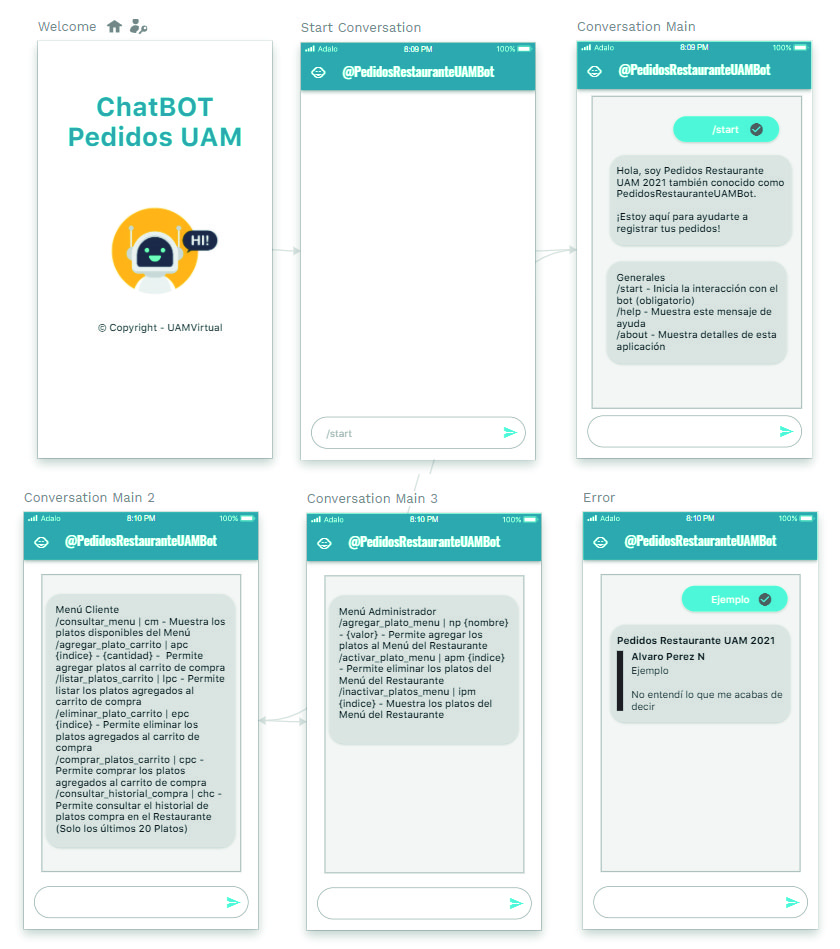 Welcome
ChatBOT
Pedidos UAM
HI!
© Copyright - UAMVirtual
Start Conversation
Adalo 8:09 PM 100%
@PedidosRestauranteUAMBot
/start
Conversation Main
Adalo 8:09 PM 100%
@PedidosRestauranteUAMBot
/start
Hola, soy Pedidos Restaurante
UAM 2021 también conocido como
PedidosRestauranteUAMBot.
¡Estoy aquí para ayudarte a
registrar tus pedidos!
Generales
/start - Inicia la interacción con el
bot (obligatorio)
/help - Muestra este mensaje de
ayuda
/about - Muestra detalles de esta
aplicación
Conversation Main 2
Adalo 8:10 PM 100%
@PedidosRestauranteUAMBot
Menú Cliente
/consultar_menu | cm - Muestra los
platos disponibles del Menú
/agregar_plato_carrito | apc
{indice} - {cantidad} - Permite
agregar platos al carrito de compra
/listar_platos_carrito | lpc - Permite
listar los platos agregados al
carrito de compra
/eliminar_plato_carrito | epc
{indice} - Permite eliminar los
platos agregados al carrito de
compra
/comprar_platos_carrito | cpc -
Permite comprar los platos
agregados al carrito de compra
/consultar_historial_compra | chc -
Permite consultar el historial de
platos compra en el Restaurante
(Solo los últimos 20 Platos)
Conversation Main 3
Adalo 8:10 PM 100%
@PedidosRestauranteUAMBot
Menú Administrador
/agregar_plato_menu | np {nombre}
- {valor} - Permite agregar los
platos al Menú del Restaurante
/activar_plato_menu | apm {indice}
- Permite eliminar los platos del
Menú del Restaurante
/inactivar_platos_menu | ipm
{indice} - Muestra los platos del
Menú del Restaurante
Error
Adalo 8:10 PM 100%
@PedidosRestauranteUAMBot
Ejemplo
Pedidos Restaurante UAM 2021
Alvaro Perez N
Ejemplo
No entendí lo que me acabas de
decir